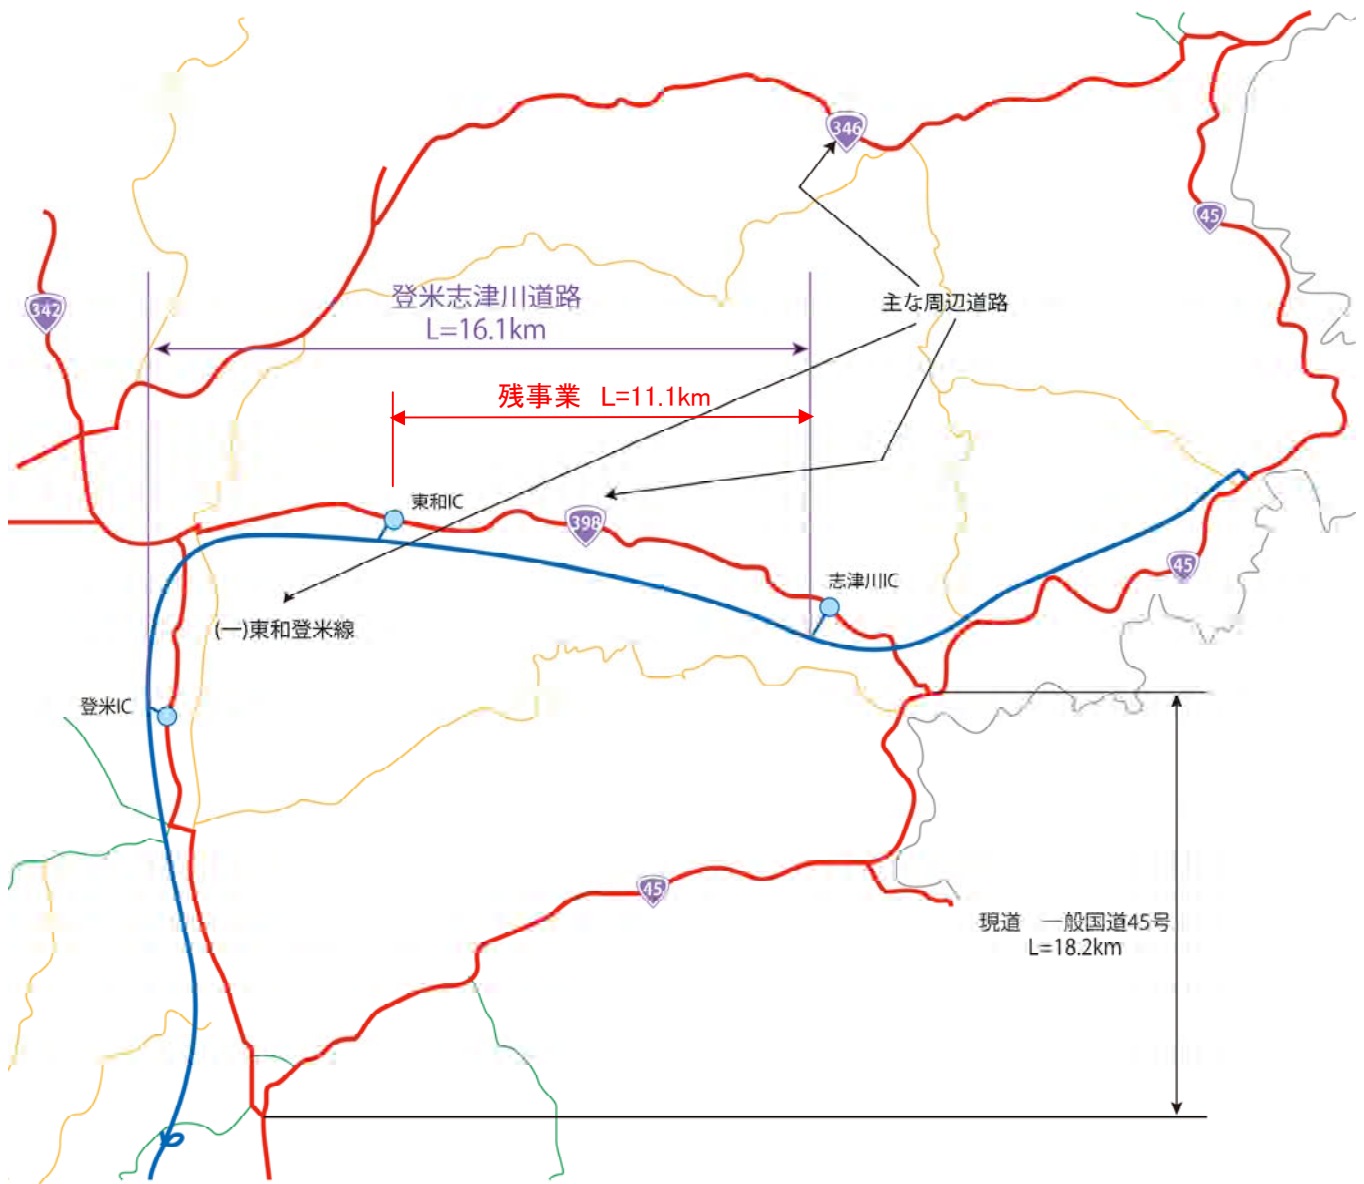 346
45
342
登米志津川道路
L=16.1km
主な周辺道路
残事業 L=11.1km
東和IC
398
45
志津川IC
(一)東和登米線
登米IC
45
現道 一般国道45号
L=18.2km